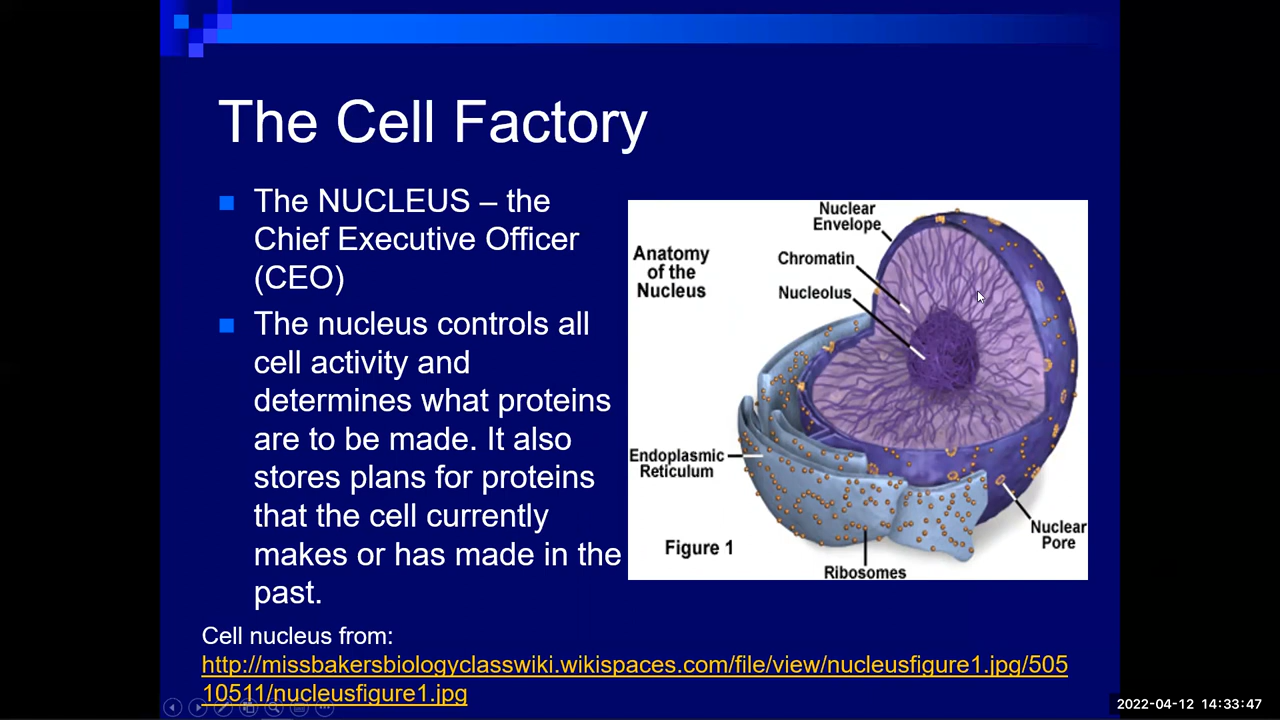 The Cell Factory
The NUCLEUS – the
Chief Executive Officer
(CEO)
The nucleus controls all
cell activity and
determines what proteins
are to be made. It also
stores plans for proteins
that the cell currently
makes or has made in the
past.
Anatomy
of the
Nucleus
Nuclear
Envelope
Chromatin
Nucleolus
Endoplasmic
Reticulum
Nuclear
Pore
Figure 1
Ribosomes
Cell nucleus from:
http://missbakersbiologyclasswiki.wikispaces.com/file/view/nucleusfigure1.jpg/505
10511/nucleusfigure1.jpg
2022-04-12 14:33:47